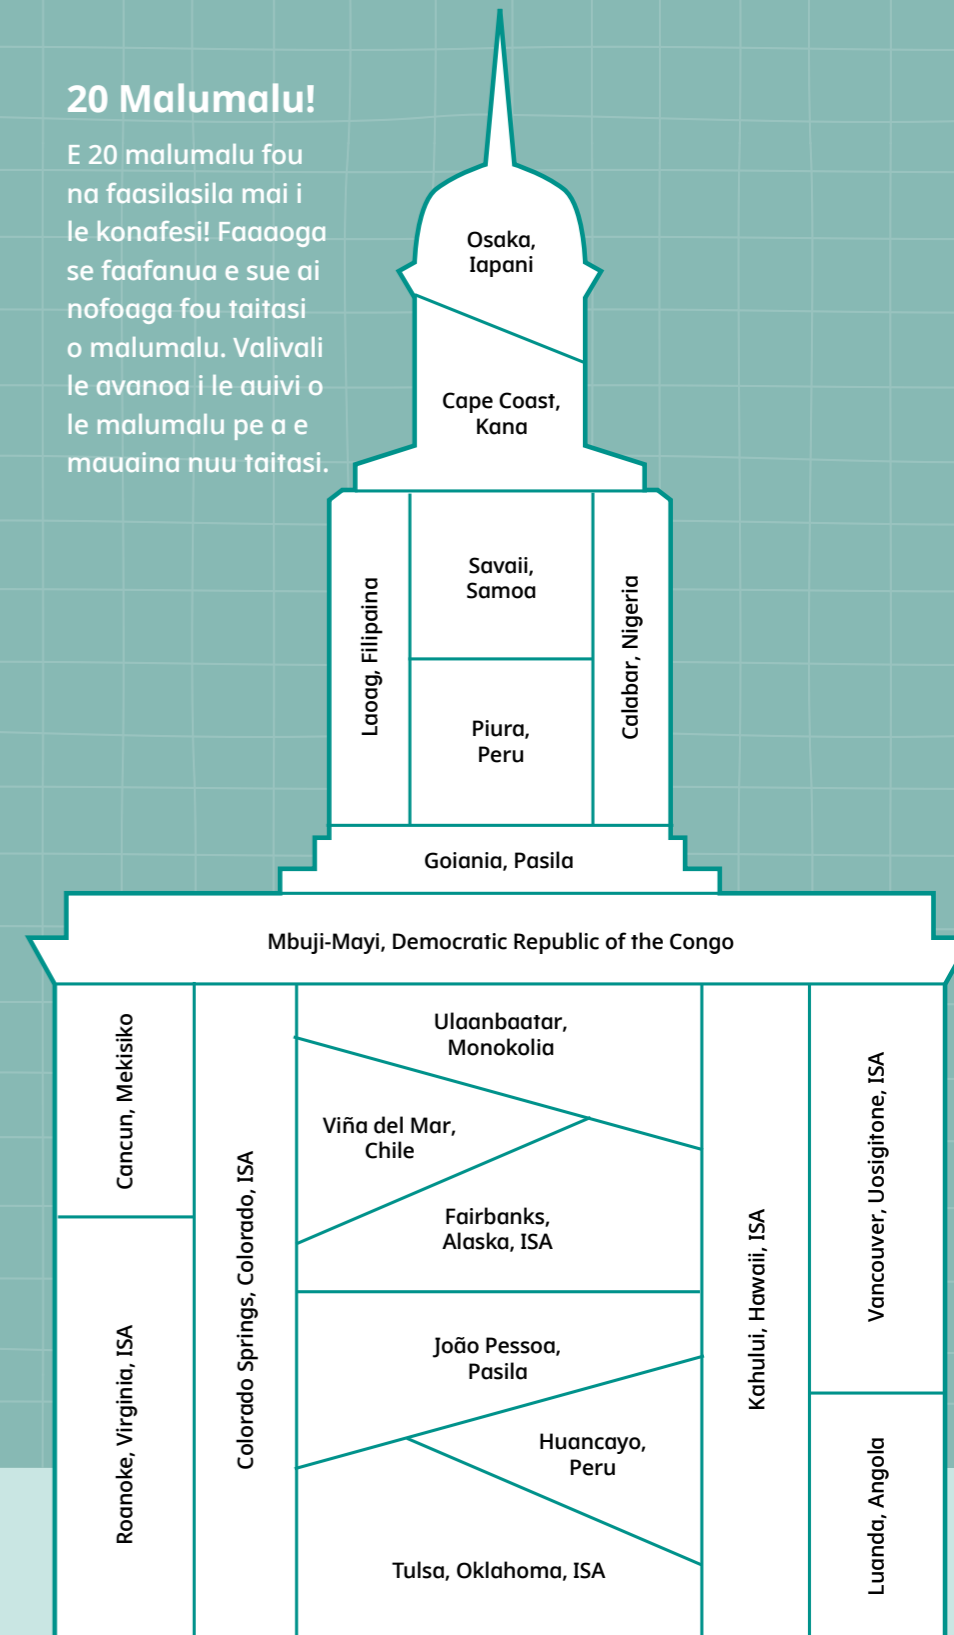 20 Malumalu!
E 20 malumalu fou
na faasilasila mai i
le konafesi! Faaaoga
se faafanua e sue ai
nofoaga fou taitasi
o malumalu. Valivali
le avanoa i le auivi o
le malumalu pe a e
mauaina nuu taitasi.
Osaka,
Iapani
Cape Coast,
Kana
Laoag, Filipaina
Savaii,
Samoa
Calabar, Nigeria
Piura,
Peru
Goiania, Pasila
Mbuji-Mayi, Democratic Republic of the Congo
Cancun, Mekisiko
Roanoke, Virginia, ISA
Colorado Springs, Colorado, ISA
Ulaanbaatar,
Monokolia
Viña del Mar,
Chile
Fairbanks,
Alaska, ISA
João Pessoa,
Pasila
Huancayo,
Peru
Tulsa, Oklahoma, ISA
Kahului, Hawaii, ISA
Vancouver, Uosigitone, ISA
Luanda, Angola